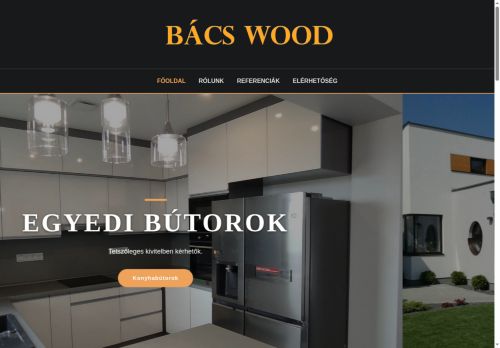 BÁCS WOOD
FŐOLDAL RÓLUNK REFERENCIÁK ELÉRHETŐSÉG
EGYEDI BÚTOROK
Tetszőleges kivitelben kérhetők.
Konyhabútorok